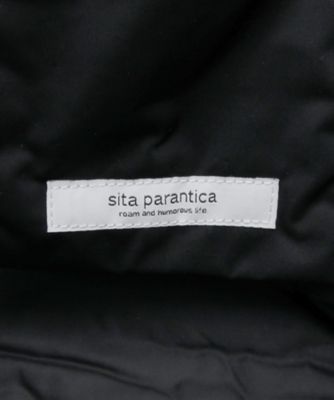 sita parantica
roam and humorous, life